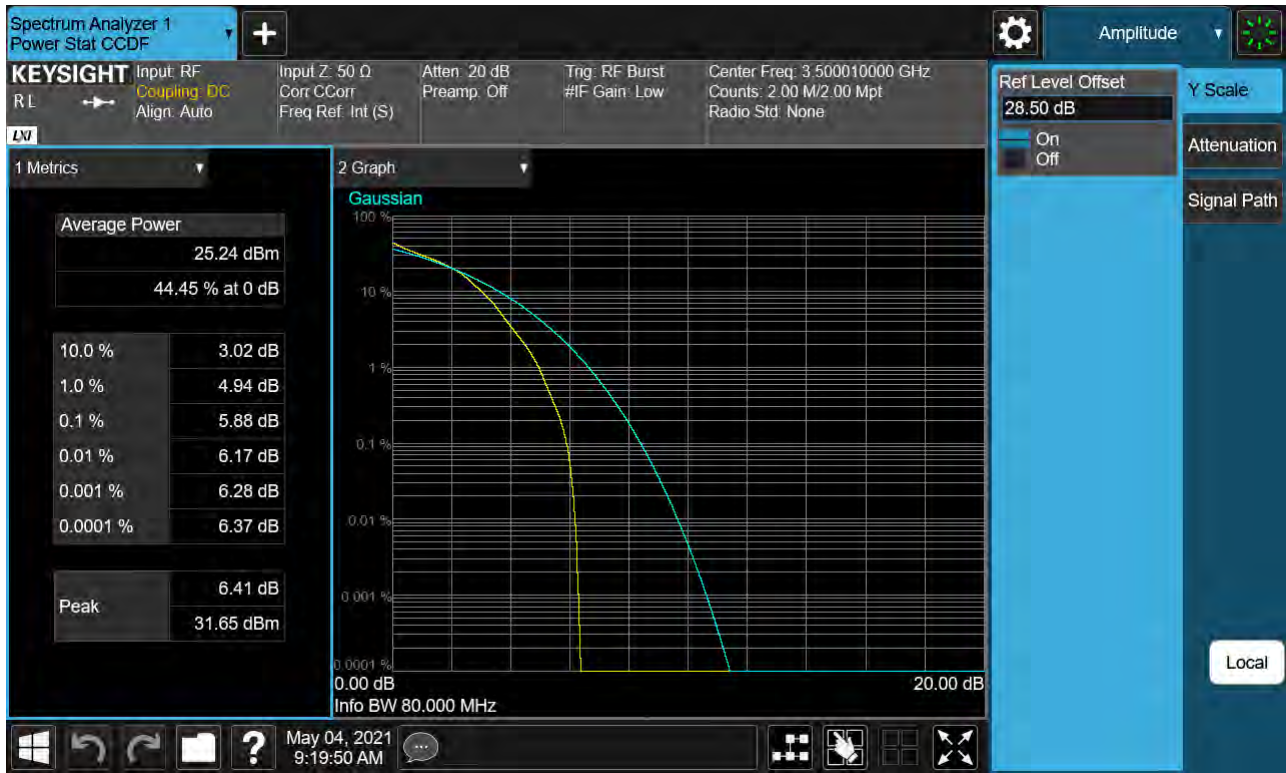 Spectrum Analyzer 1
Power Stat CCDF
+
Amplitude
KEYSIGHT
RL
LXI
Input: RF
Coupling: DC
Align: Auto
Input Z: 50 Ω
Corr CCorr
Freq Ref: Int (S)
Atten: 20 dB
Preamp: Off
Trig: RF Burst
#IF Gain: Low
Center Freq: 3.500010000 GHz
Counts: 2.00 M/2.00 Mpt
Radio Std: None
Ref Level Offset
28.50 dB
On
Off
Y Scale
Attenuation
Signal Path
Local
1 Metrics
Average Power
25.24 dBm
44.45 % at 0 dB
10.0 % 3.02 dB
1.0 % 4.94 dB
0.1 % 5.88 dB
0.01 % 6.17 dB
0.001 % 6.28 dB
0.0001 % 6.37 dB
Peak
6.41 dB
31.65 dBm
2 Graph
Gaussian
100 %
10 %
1 %
0.1 %
0.01 %
0.001 %
0.0001 %
0.00 dB 20.00 dB
Info BW 80.000 MHz
?
May 04, 2021
9:19:50 AM